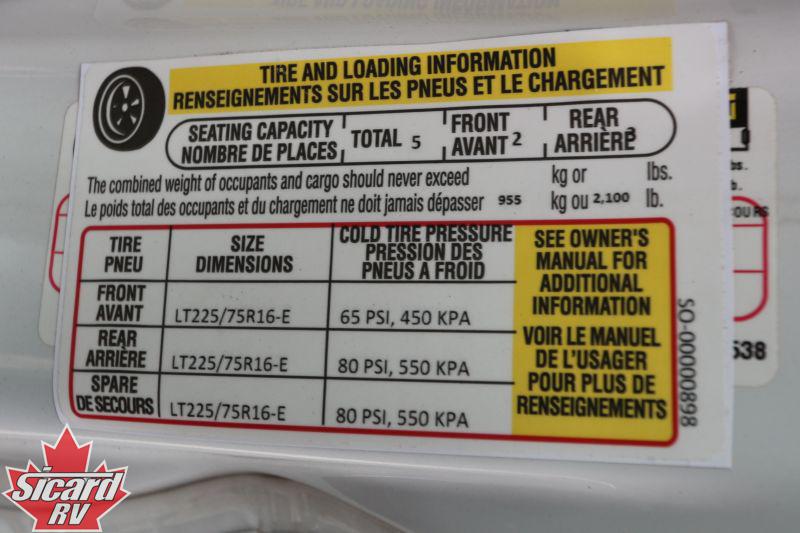 TIRE AND LOADING INFORMATION
RENSEIGNEMENTS SUR LES PNEUS ET LE CHARGEMENT
SEATING CAPACITY
NOMBRE DE PLACES
TOTAL 5
FRONT
AVANT 2
REAR
ARRIÈRE 3
The combined weight of occupants and cargo should never exceed kg or lbs.
Le poids total des occupants et du chargement ne doit jamais dépasser 955 kg ou 2,100 lb.
TIRE
PNEU
SIZE
DIMENSIONS
COLD TIRE PRESSURE
PRESSION DES
PNEUS A FROID
SEE OWNER'S
MANUAL FOR
ADDITIONAL
INFORMATION
VOIR LE MANUEL
DE L'USAGER
POUR PLUS DE
RENSEIGNEMENTS
FRONT
AVANT
LT225/75R16-E
65 PSI, 450 KPA
REAR
ARRIÈRE
LT225/75R16-E
80 PSI, 550 KPA
SPARE
DE SECOURS
LT225/75R16-E
80 PSI, 550 KPA
SO-00000898
lbs.
b.
OURS
538
Sicard
RV